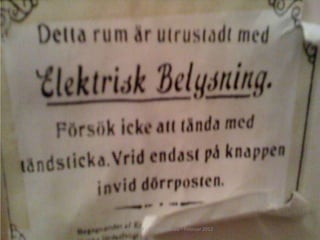 Detta rum är utrustadt med
Elektrisk Belysning.
Försök icke att tända med
tändsticka. Vrid endast på knappen
invid dörrposten.